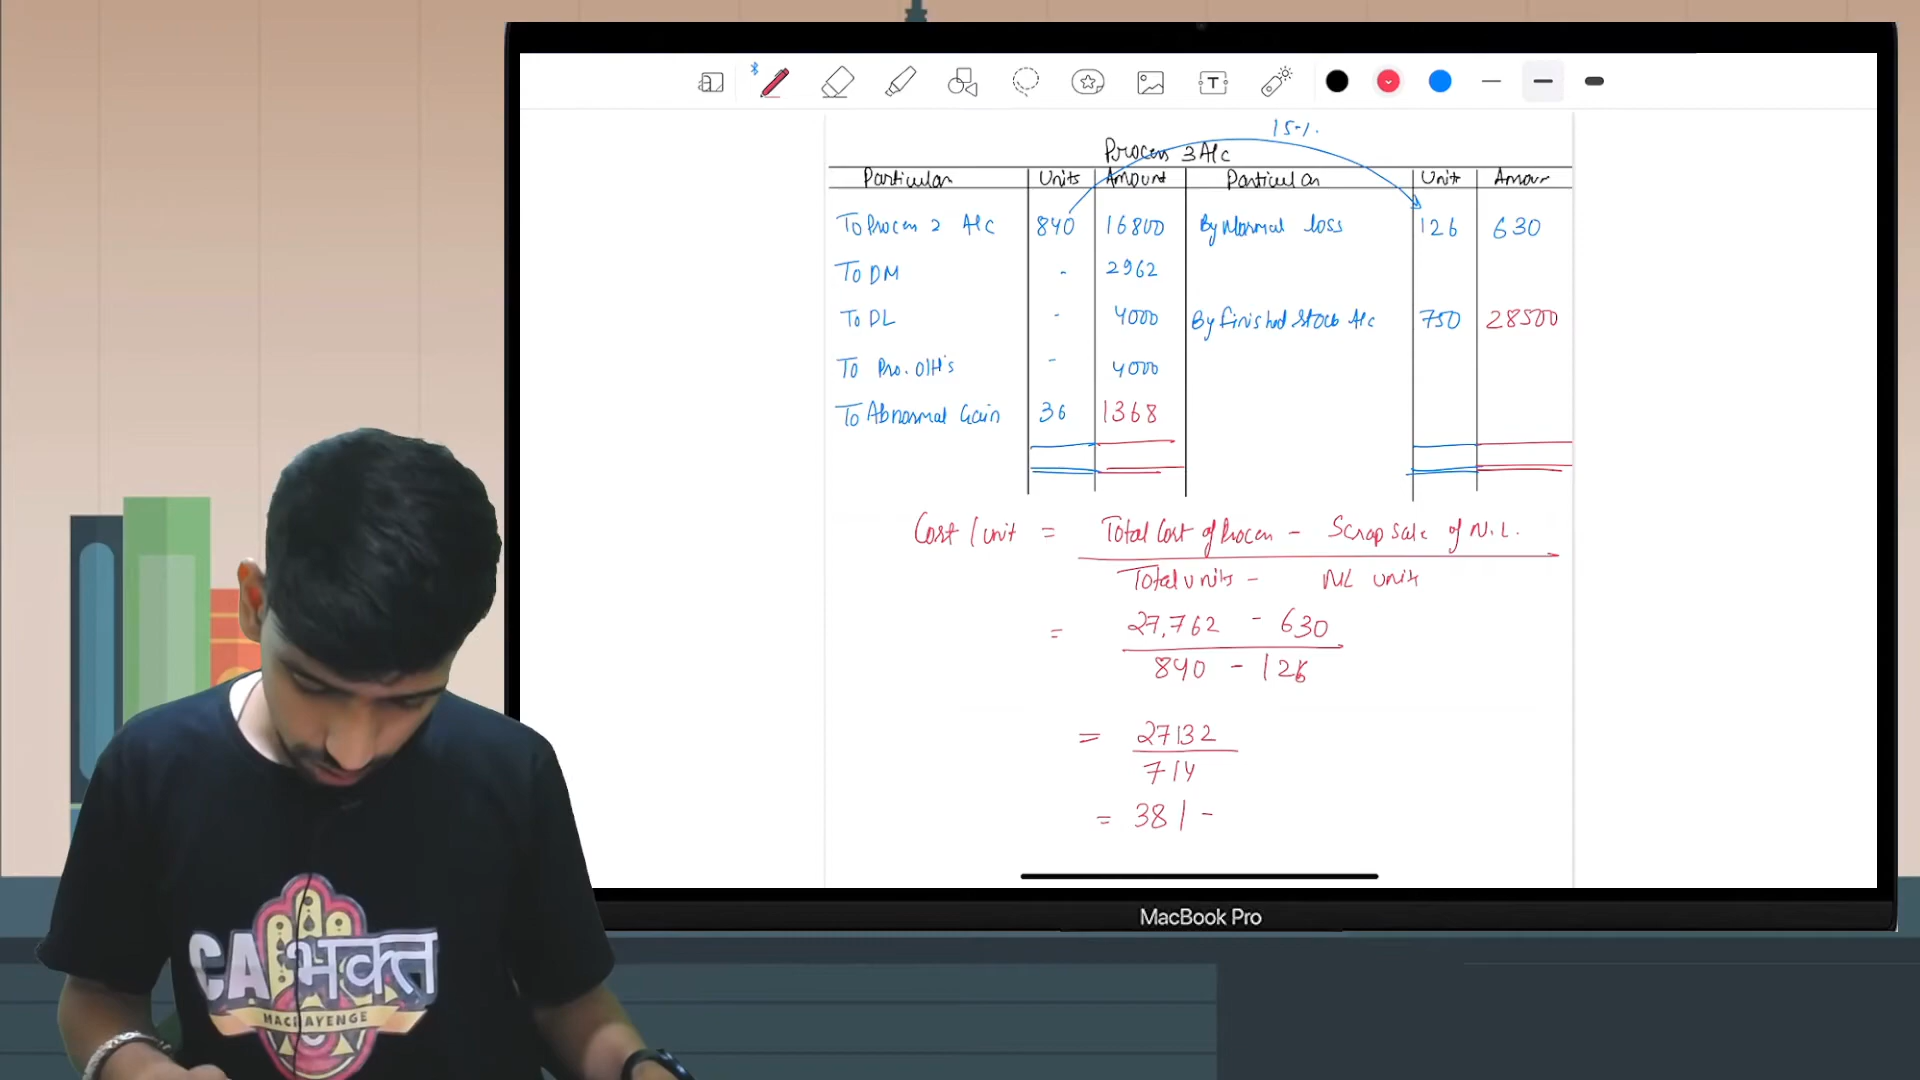 15%.
Process 3 A/c
Particular Units Amount Particular Unit Amoun
To Process 2 A/c 840 16800 By Normal loss 126 630
To DM - 2962
To DL - 4000 By finished stock A/c 750 28500
To Pro. OH's - 4000
To Abnormal Gain 36 1368
Cost / unit = Total Cost of Process - Scrap sale of N.L.
Total units - NL units
= 27,762 - 630
840 - 126
= 27132
714
= 38/-
MacBook Pro
CA भक्त
MACHAYENGE